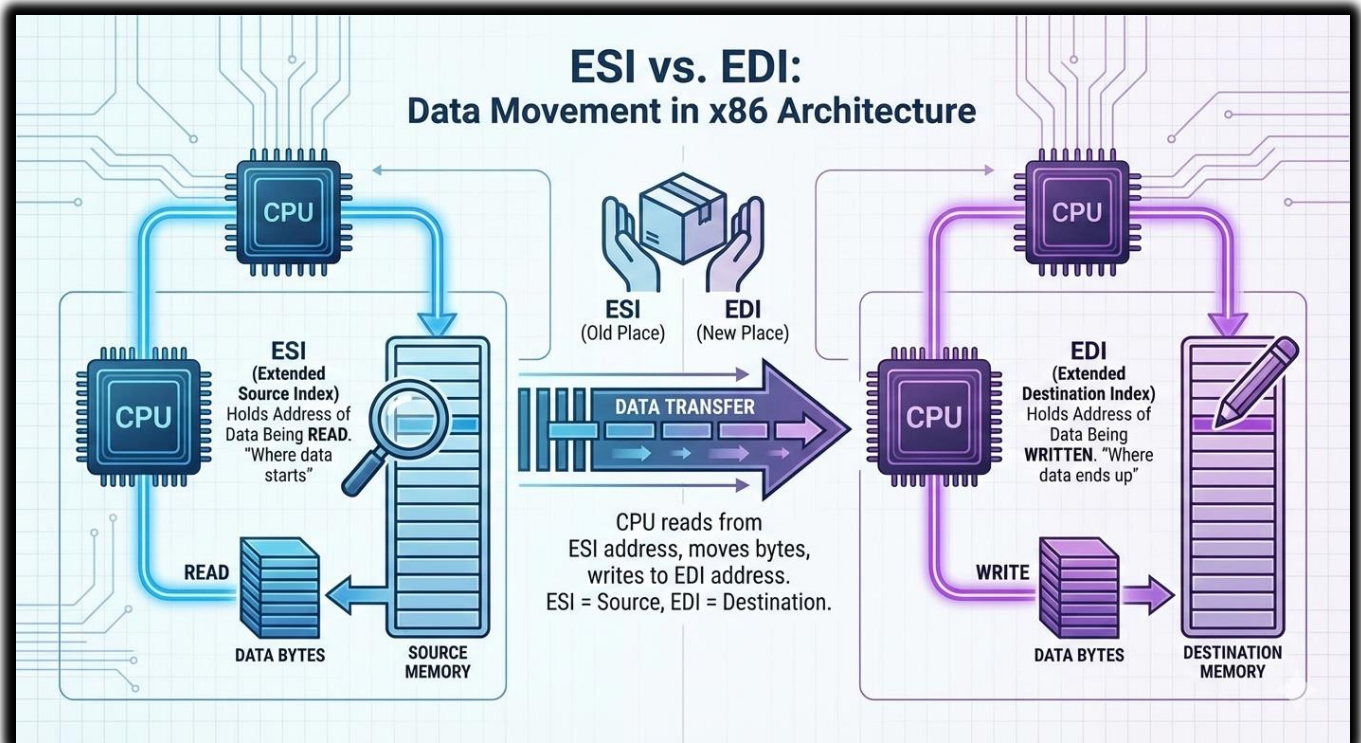 ESI vs. EDI:
Data Movement in x86 Architecture
CPU
CPU
ESI
(Extended
Source Index)
Holds Address of
Data Being READ.
"Where data
starts"
READ
DATA BYTES
SOURCE
MEMORY
ESI
(Old Place)
EDI
(New Place)
DATA TRANSFER
CPU reads from
ESI address, moves bytes,
writes to EDI address.
ESI = Source, EDI = Destination.
CPU
CPU
EDI
(Extended
Destination Index)
Holds Address of
Data Being
WRITTEN. "Where
data ends up"
WRITE
DATA BYTES
DESTINATION
MEMORY